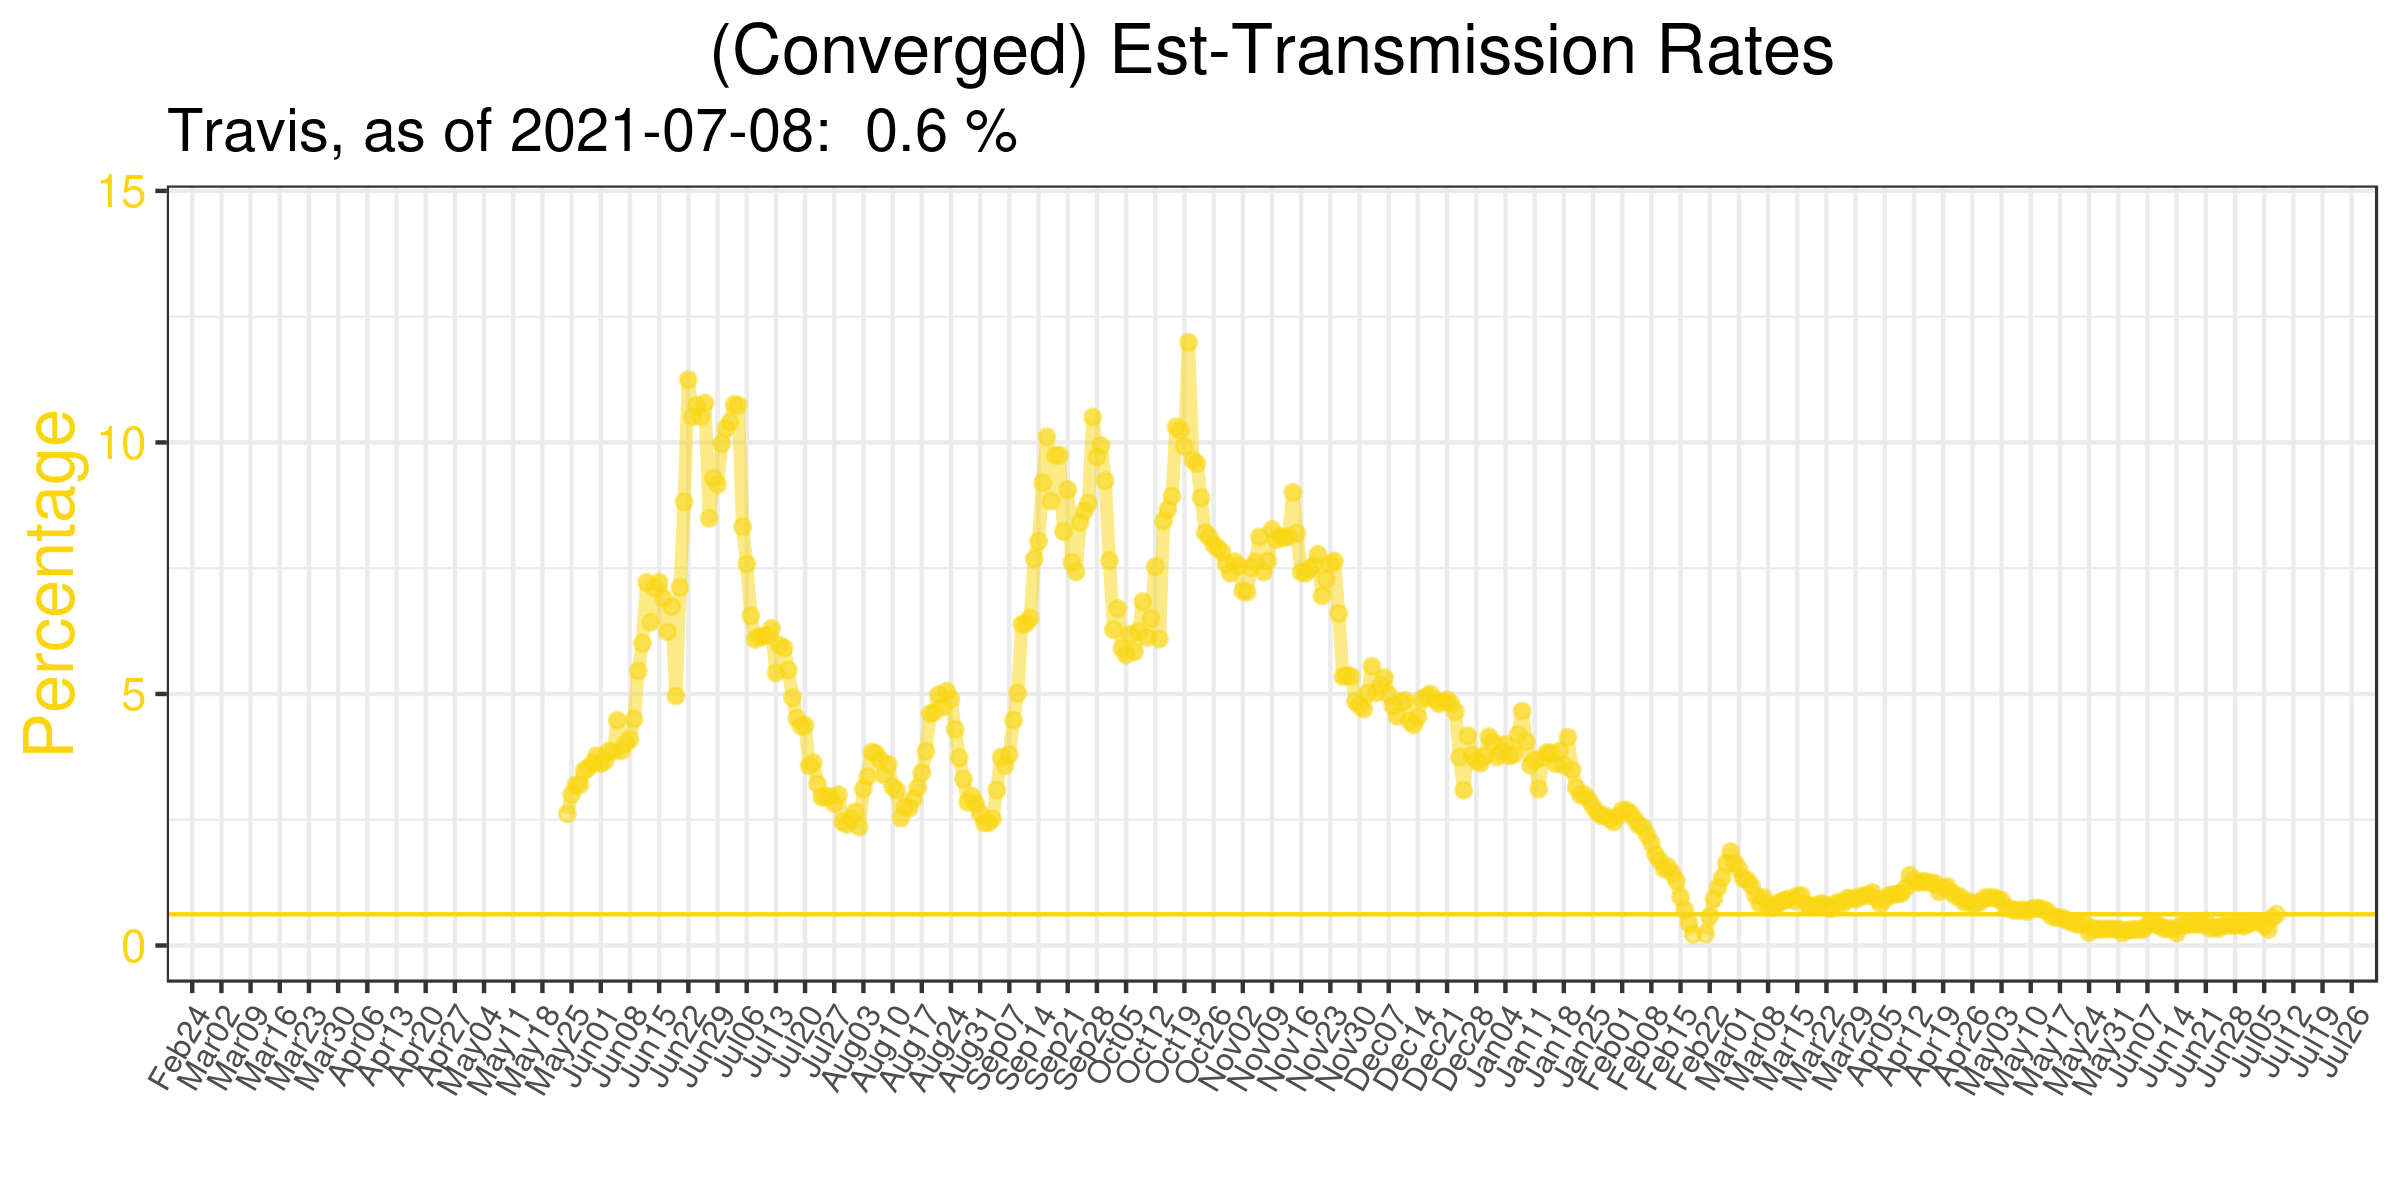 (Converged) Est-Transmission Rates
Travis, as of 2021-07-08:  0.6 %
Percentage
15
10
5
0
Feb24
Mar02
Mar09
Mar16
Mar23
Mar30
Apr06
Apr13
Apr20
Apr27
May04
May11
May18
May25
Jun01
Jun08
Jun15
Jun22
Jun29
Jul06
Jul13
Jul20
Jul27
Aug03
Aug10
Aug17
Aug24
Aug31
Sep07
Sep14
Sep21
Sep28
Oct05
Oct12
Oct19
Oct26
Nov02
Nov09
Nov16
Nov23
Nov30
Dec07
Dec14
Dec21
Dec28
Jan04
Jan11
Jan18
Jan25
Feb01
Feb08
Feb15
Feb22
Mar01
Mar08
Mar15
Mar22
Mar29
Apr05
Apr12
Apr19
Apr26
May03
May10
May17
May24
May31
Jun07
Jun14
Jun21
Jun28
Jul05
Jul12
Jul19
Jul26